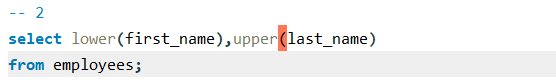 -- 2
select lower(first_name),upper(last_name)
from employees;